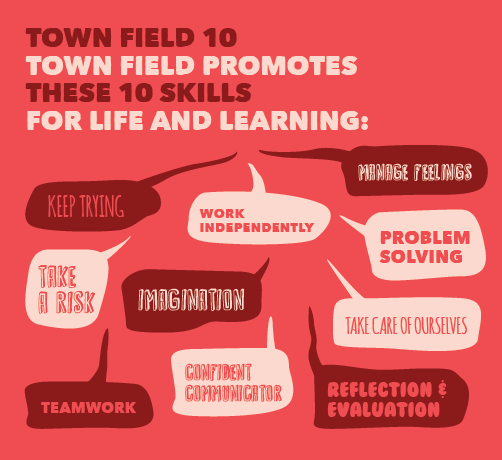 TOWN FIELD 10
TOWN FIELD PROMOTES
THESE 10 SKILLS
FOR LIFE AND LEARNING:
MANAGE FEELINGS
KEEP TRYING
WORK
INDEPENDENTLY
PROBLEM
SOLVING
TAKE
A RISK
IMAGINATION
TAKE CARE OF OURSELVES
CONFIDENT
COMMUNICATOR
TEAMWORK
REFLECTION &
EVALUATION